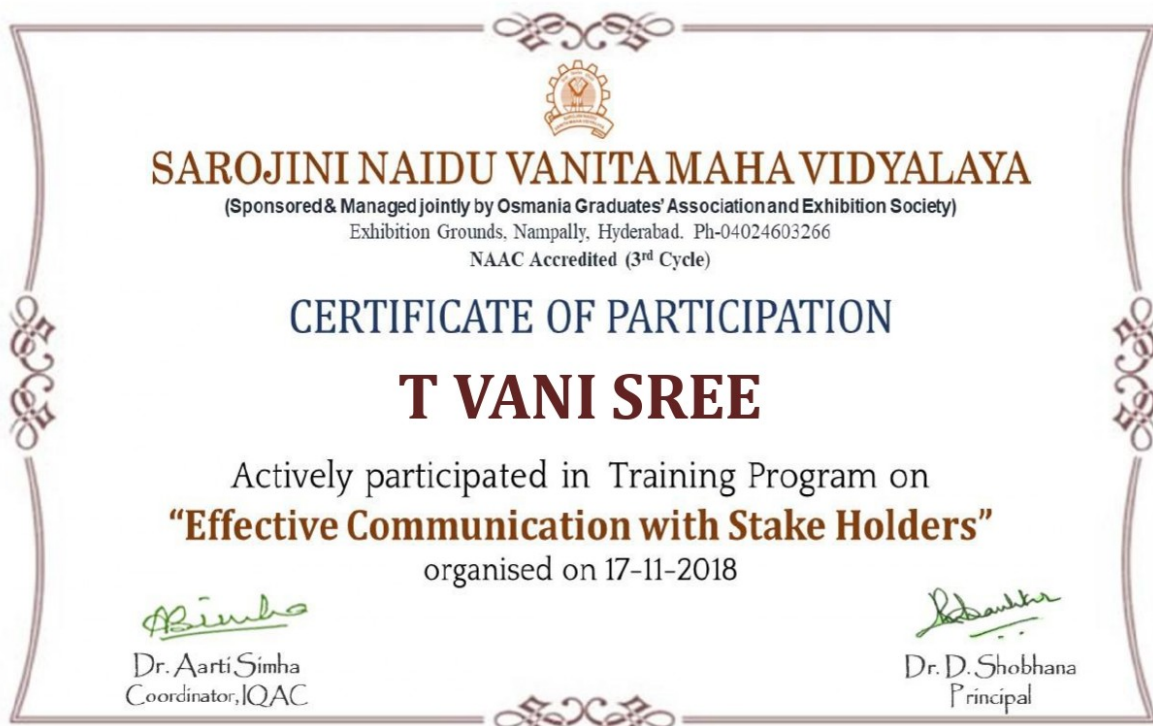 SAROJINI NAIDU VANITA MAHA VIDYALAYA
(Sponsored & Managed jointly by Osmania Graduates' Association and Exhibition Society)
Exhibition Grounds, Nampally, Hyderabad. Ph-04024603266
NAAC Accredited (3rd Cycle)
CERTIFICATE OF PARTICIPATION
T VANI SREE
Actively participated in Training Program on
“Effective Communication with Stake Holders”
organised on 17-11-2018
Dr. Aarti Simha
Coordinator, IQAC
Dr. D. Shobhana
Principal